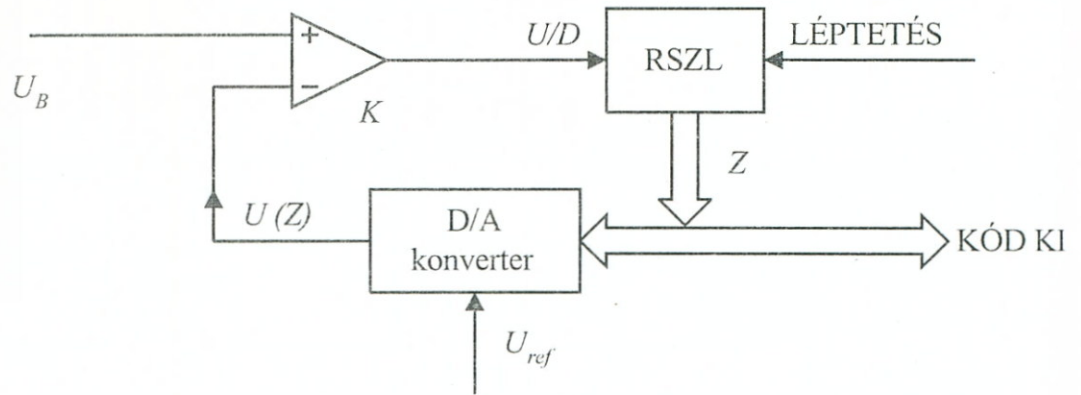 U/D
RSZL
LÉPTETÉS
+
−
U_B
K
Z
U (Z)
D/A
konverter
KÓD KI
U_ref